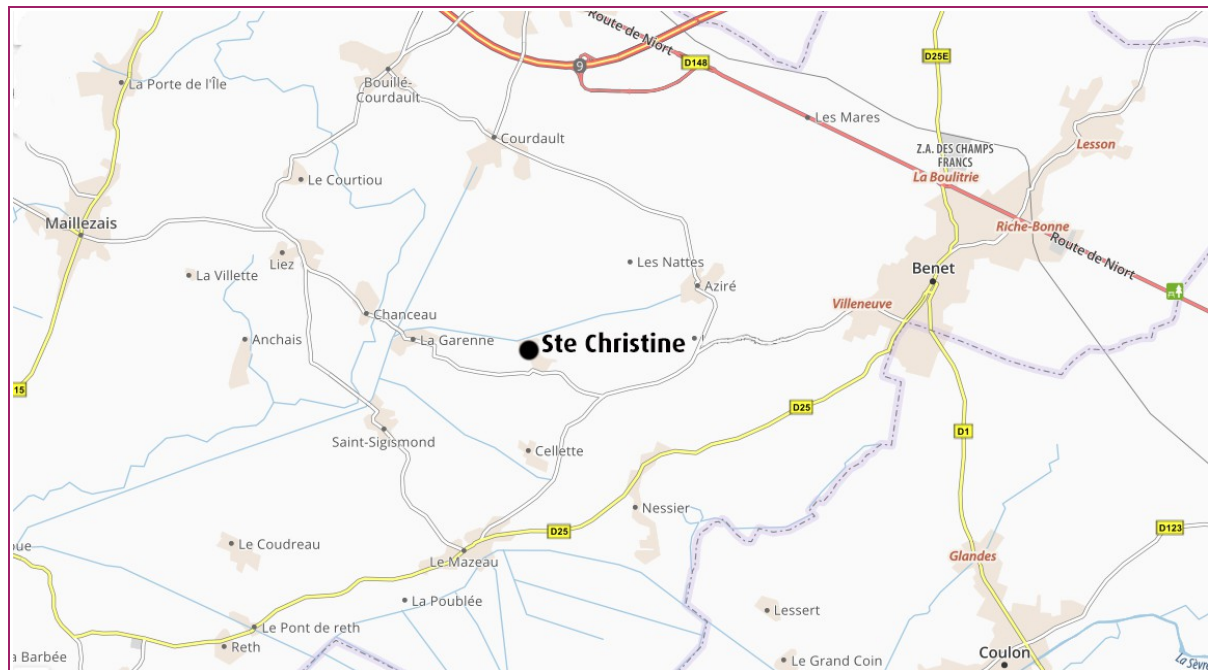 Route de Niort
D25E
9
D148
La Porte de l'Île
Bouillé-
Courdault
Les Mares
Courdault
Z.A. DES CHAMPS
FRANCS
Lesson
La Boulitrie
Le Courtiou
Maillezais
Riche-Bonne
Route de Niort
Liez
La Villette
Les Nattes
Benet
Aziré
Villeneuve
Chanceau
Anchais
La Garenne
Ste Christine
15
D25
Saint-Sigismond
D1
Cellette
Nessier
D25
D123
Le Coudreau
Le Mazeau
Glandes
La Poublée
Lessert
Le Pont de reth
Reth
a Barbée
Coulon
Le Grand Coin
La Sèvre